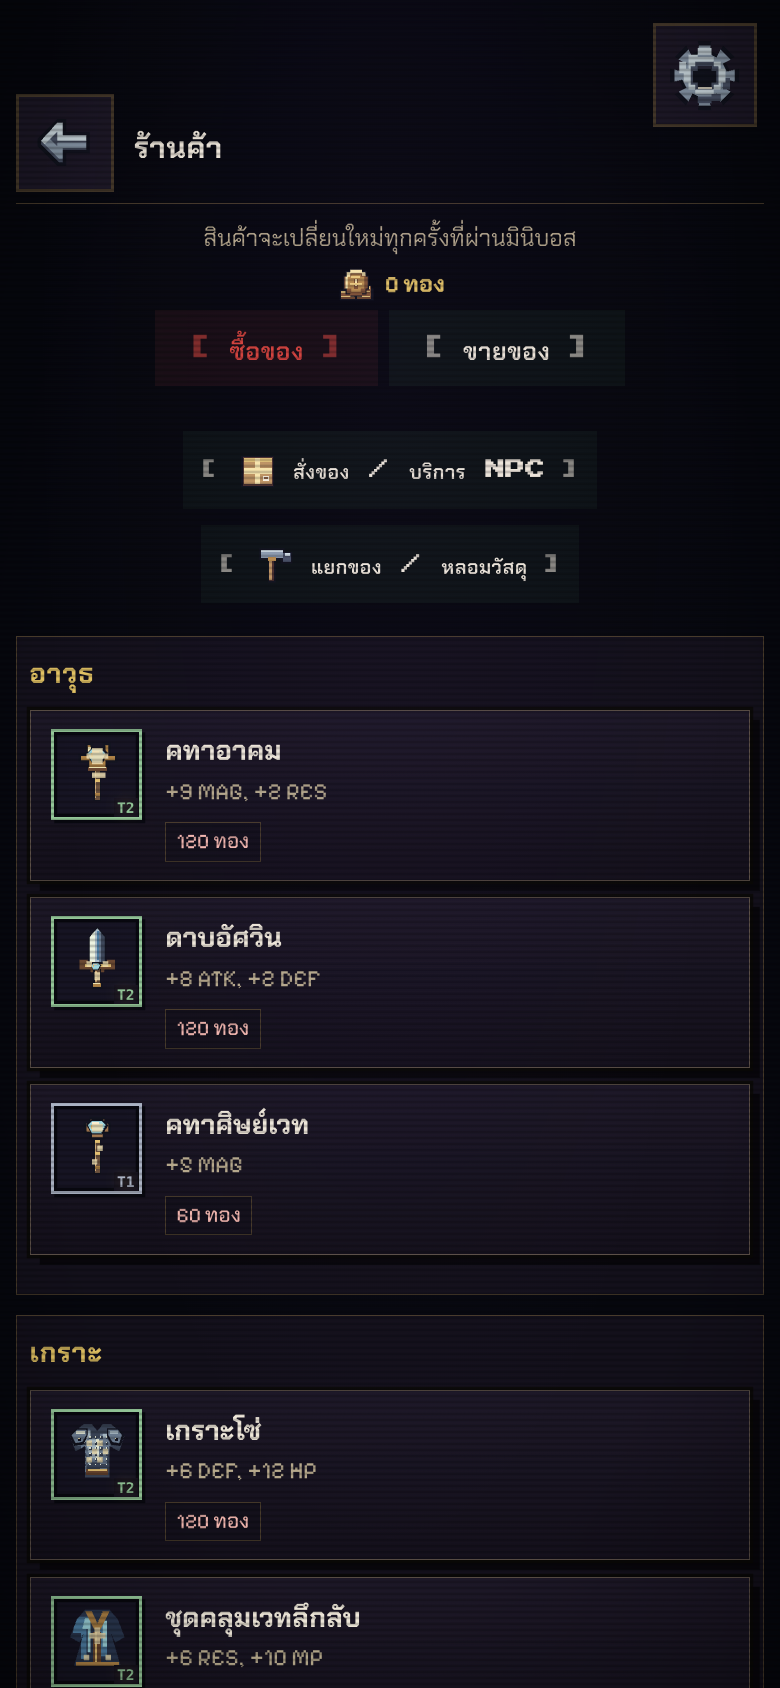 ร้านค้า
สินค้าจะเปลี่ยนใหม่ทุกครั้งที่ผ่านมินิบอส
0 ทอง
[ ซื้อของ ] [ ขายของ ]
[ สั่งของ / บริการ NPC ]
[ แยกของ / หลอมวัสดุ ]
อาวุธ
คทาอาคม
+9 MAG, +2 RES
T2
120 ทอง
ดาบอัศวิน
+8 ATK, +2 DEF
T2
120 ทอง
คทาศิษย์เวท
+5 MAG
T1
60 ทอง
เกราะ
เกราะโซ่
+6 DEF, +12 HP
T2
120 ทอง
ชุดคลุมเวทลึกลับ
+6 RES, +10 MP
T2